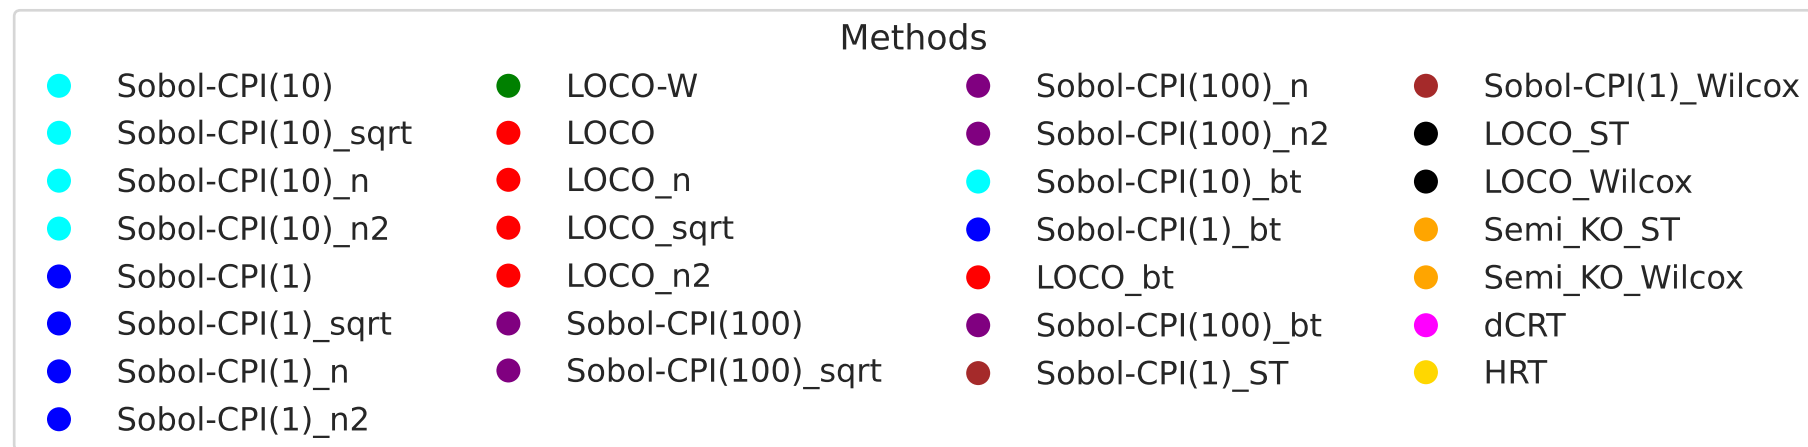 Methods
Sobol-CPI(10)
Sobol-CPI(10)_sqrt
Sobol-CPI(10)_n
Sobol-CPI(10)_n2
Sobol-CPI(1)
Sobol-CPI(1)_sqrt
Sobol-CPI(1)_n
Sobol-CPI(1)_n2
LOCO-W
LOCO
LOCO_n
LOCO_sqrt
LOCO_n2
Sobol-CPI(100)
Sobol-CPI(100)_sqrt
Sobol-CPI(100)_n
Sobol-CPI(100)_n2
Sobol-CPI(10)_bt
Sobol-CPI(1)_bt
LOCO_bt
Sobol-CPI(100)_bt
Sobol-CPI(1)_ST
Sobol-CPI(1)_Wilcox
LOCO_ST
LOCO_Wilcox
Semi_KO_ST
Semi_KO_Wilcox
dCRT
HRT